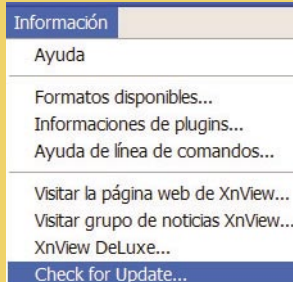 Información
Ayuda
Formatos disponibles...
Informaciones de plugins...
Ayuda de línea de comandos...
Visitar la página web de XnView...
Visitar grupo de noticias XnView...
XnView DeLuxe...
Check for Update...